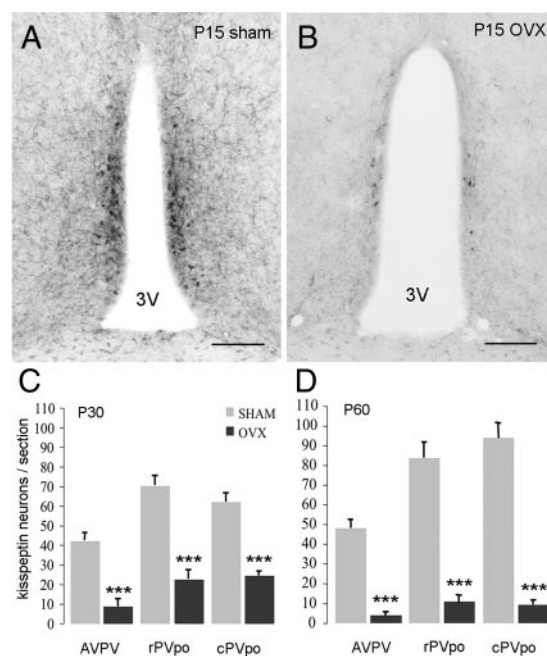 A
P15 sham
3V
B
P15 OVX
3V
C
P30
SHAM
OVX
kisspeptin neurons / section
110
100
90
80
70
60
50
40
30
20
10
0
***
***
***
AVPV
rPVpo
cPVpo
D
P60
110
100
90
80
70
60
50
40
30
20
10
0
***
***
***
AVPV
rPVpo
cPVpo